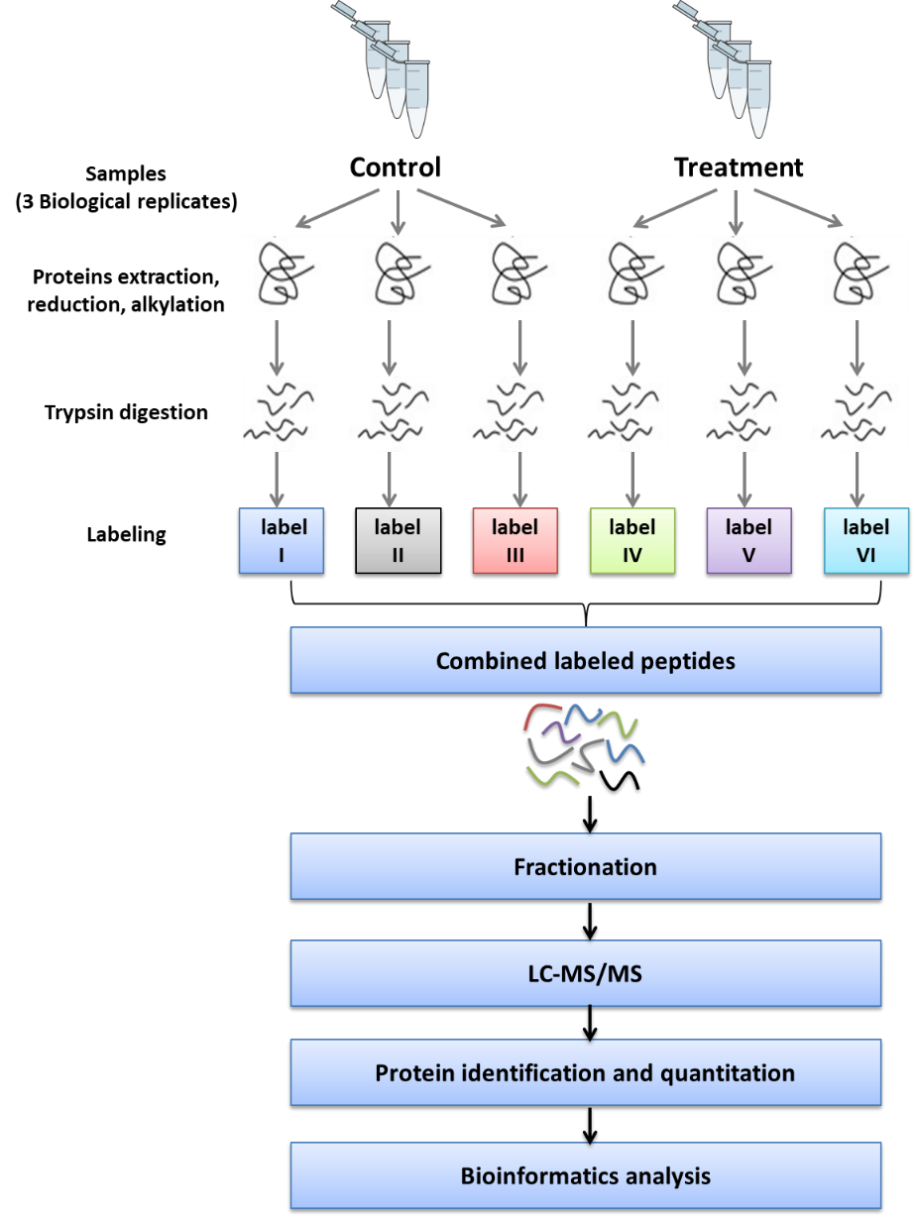 Control
Treatment
Samples
(3 Biological replicates)
Proteins extraction,
reduction, alkylation
Trypsin digestion
Labeling
label
I
label
II
label
III
label
IV
label
V
label
VI
Combined labeled peptides
Fractionation
LC-MS/MS
Protein identification and quantitation
Bioinformatics analysis